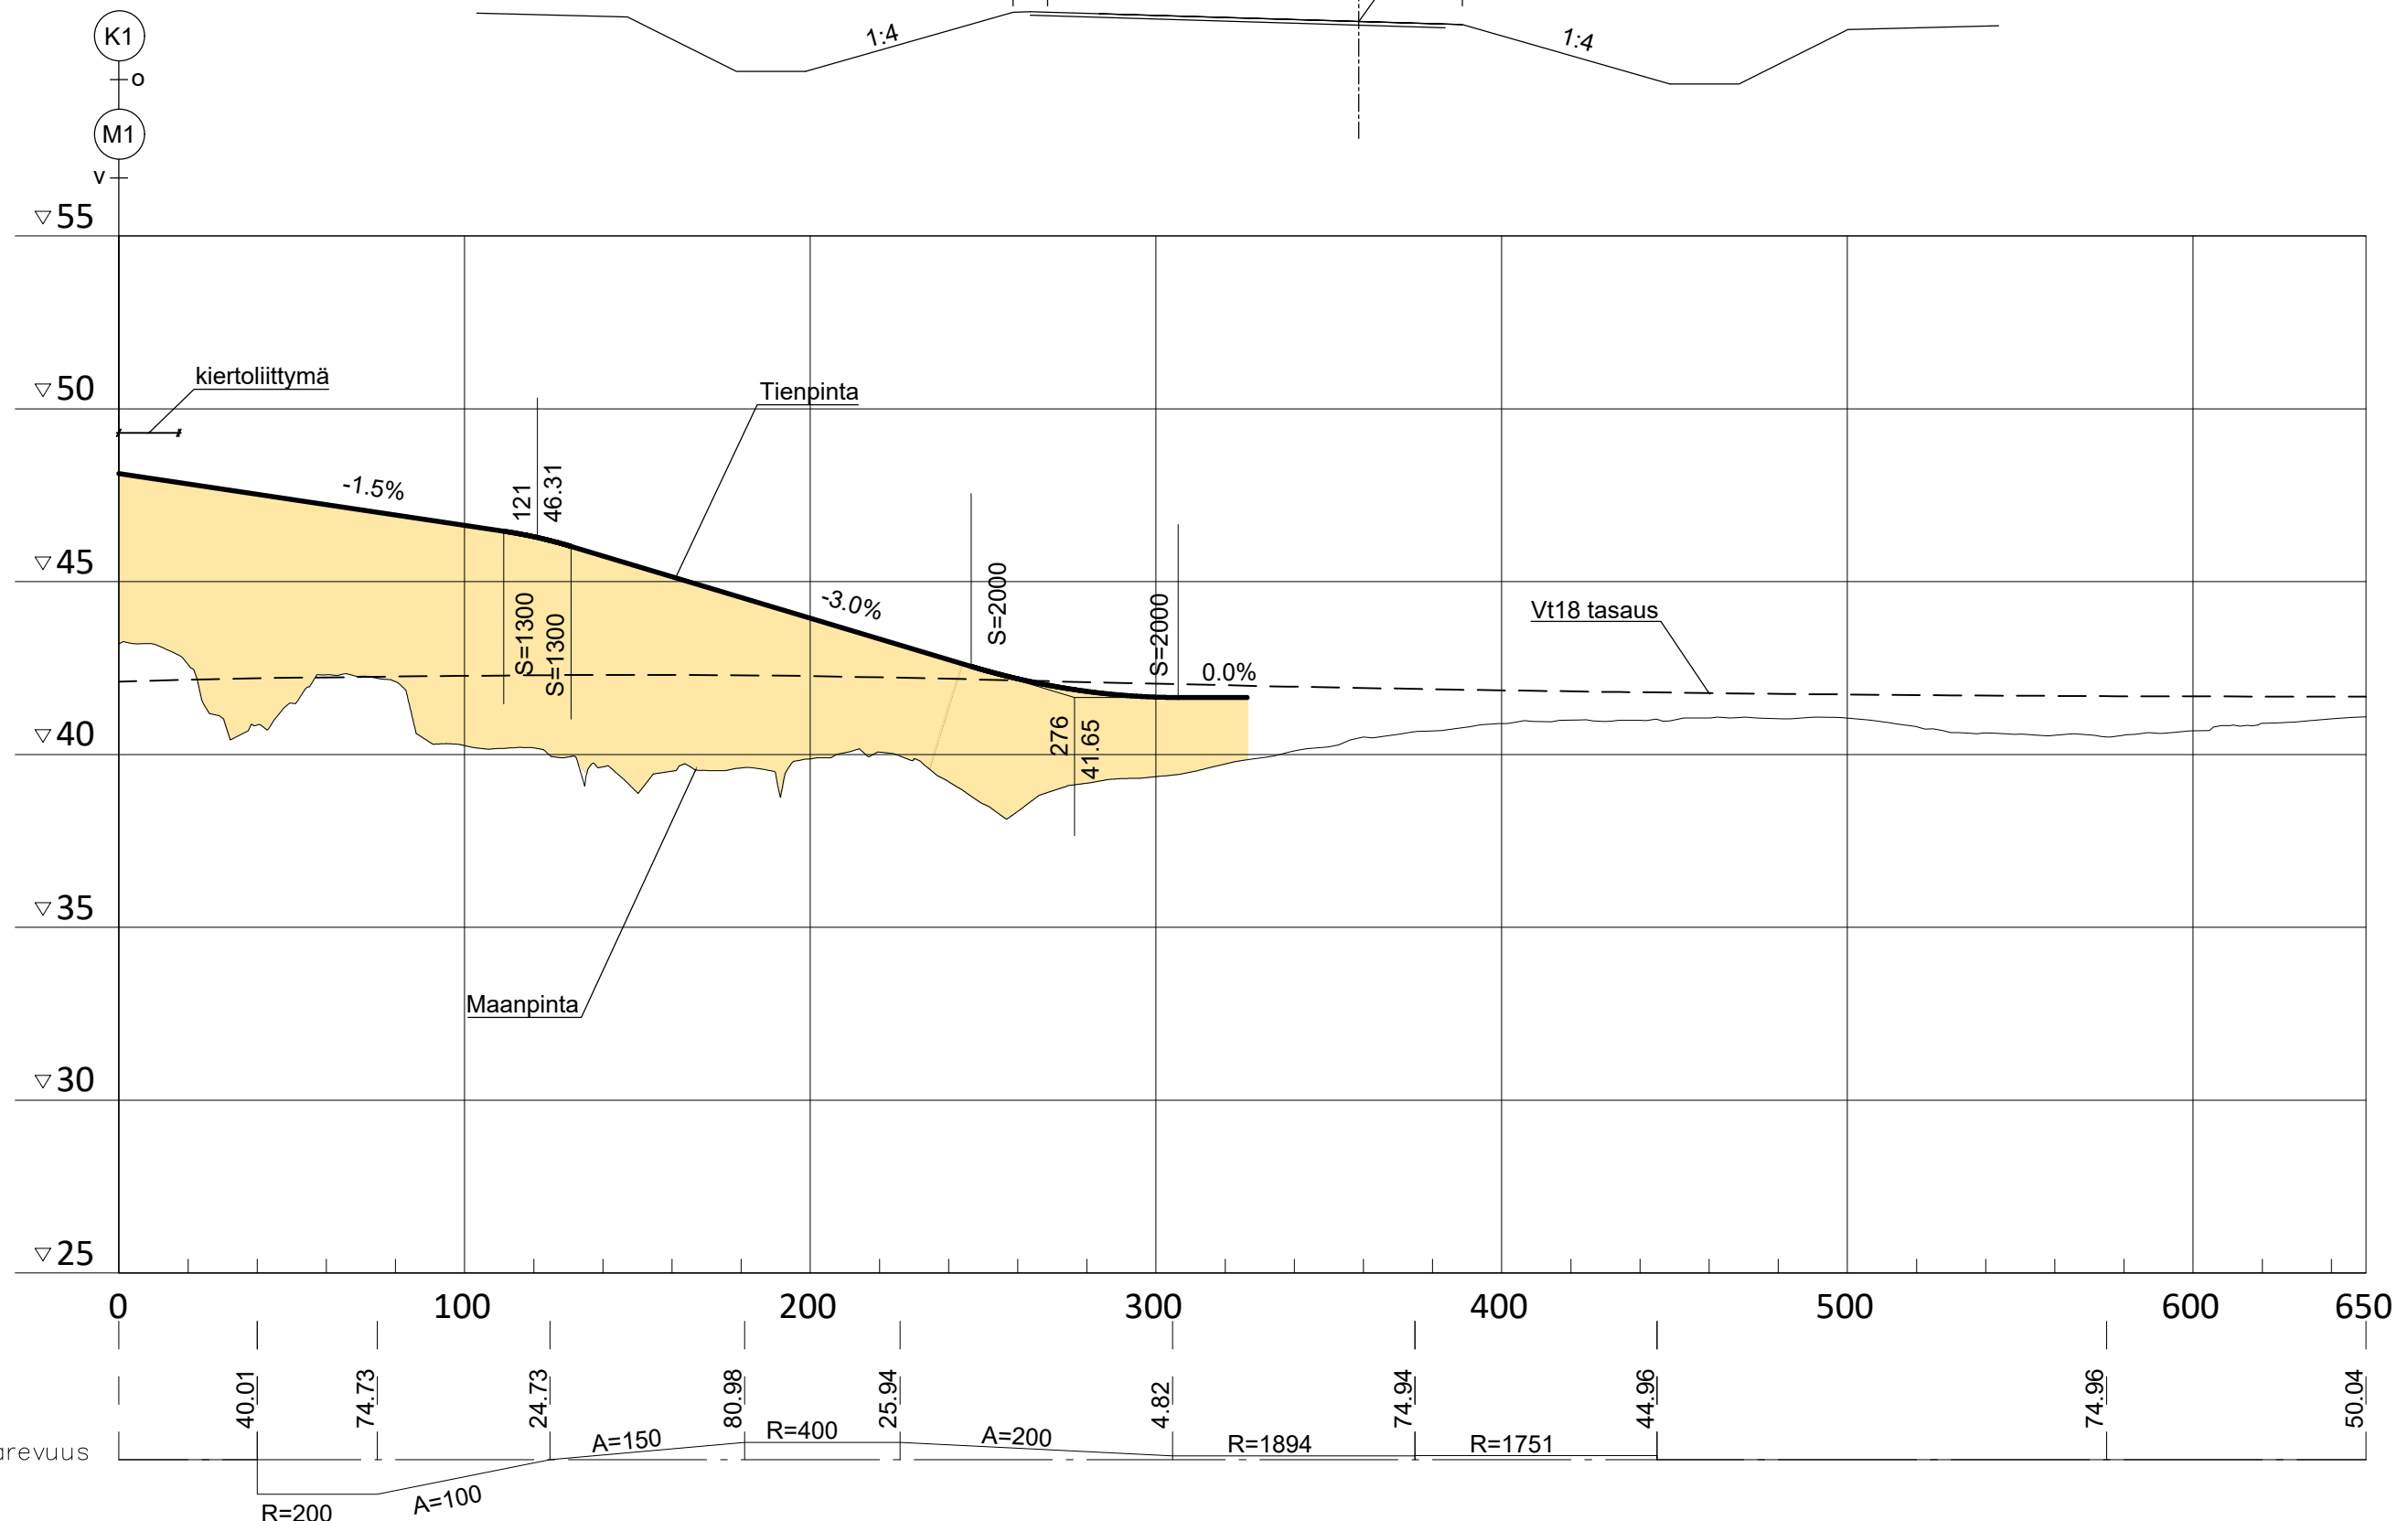 K1
1:4
1:4
o
M1
v
55
50
kiertoliittymä
Tienpinta
-1.5%
121
46.31
45
S=1300
S=1300
-3.0%
S=2000
S=2000
0.0%
Vt18 tasaus
40
276
41.65
35
Maanpinta
30
25
0 100 200 300 400 500 600 650
40.01
74.73
24.73
80.98
25.94
4.82
74.94
44.96
74.96
50.04
arevuus
R=200
A=100
A=150
R=400
A=200
R=1894
R=1751